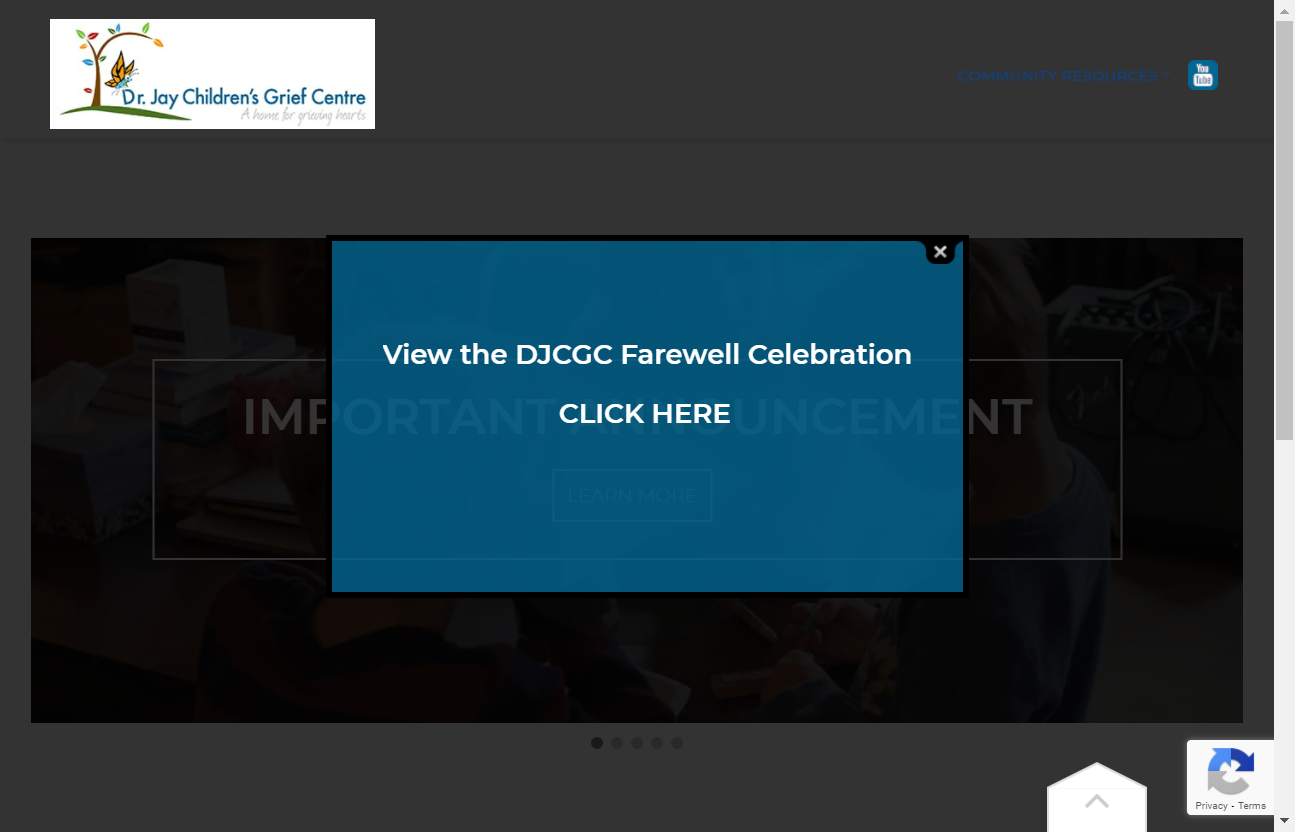 Dr. Jay Children's Grief Centre
A home for grieving hearts
COMMUNITY RESOURCES
You
Tube
View the DJCGC Farewell Celebration
IMPORTANT ANNOUNCEMENT
CLICK HERE
LEARN MORE
Privacy - Terms